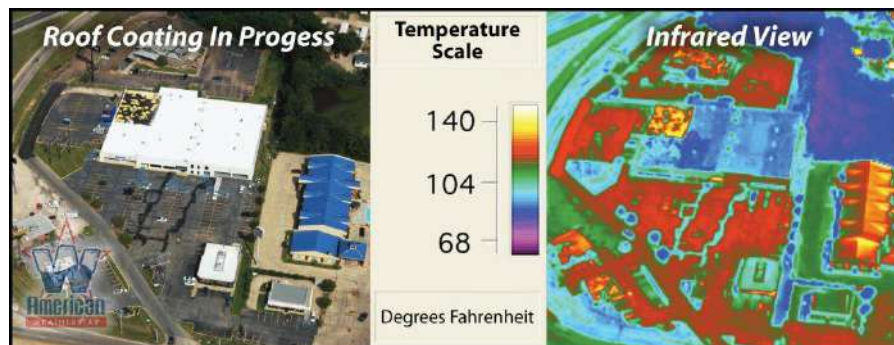 Roof Coating In Progess
Temperature
Scale
140
104
68
Degrees Fahrenheit
Infrared View
American